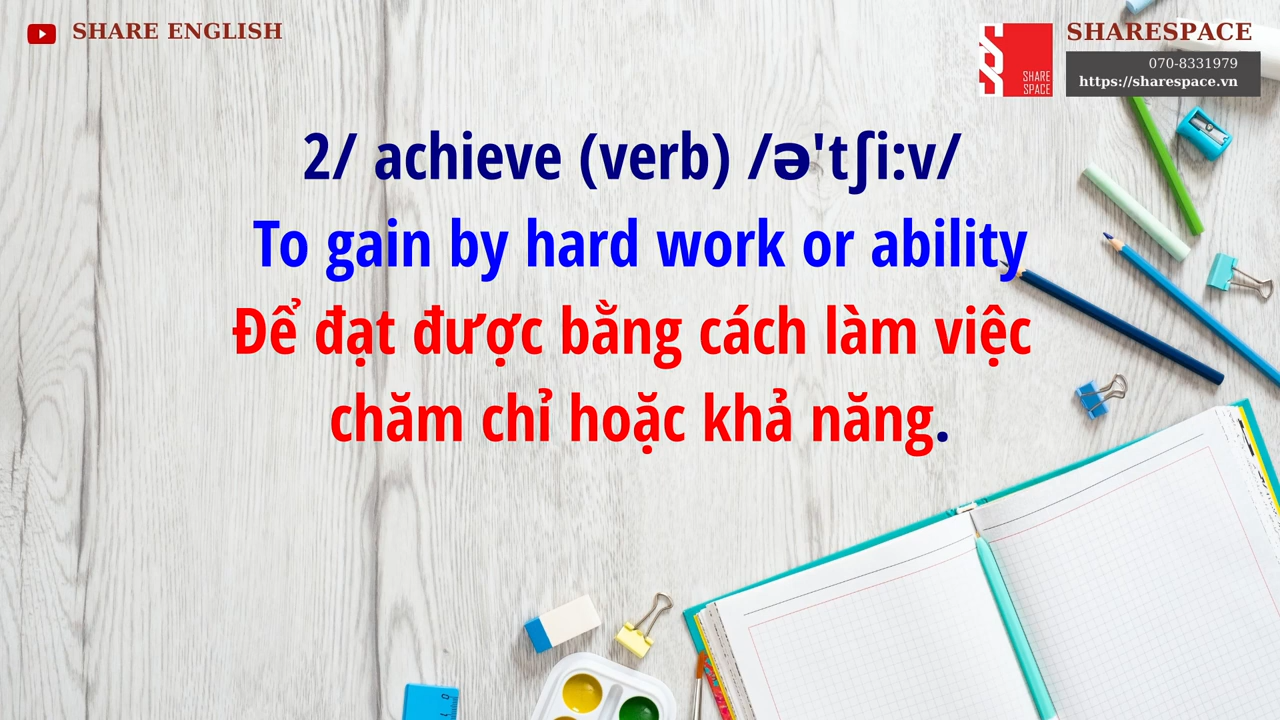 SHARE ENGLISH
SHARESPACE
SHARE
SPACE
070-8331979
https://sharespace.vn
2/ achieve (verb) /ə'tʃi:v/
To gain by hard work or ability
Để đạt được bằng cách làm việc
chăm chỉ hoặc khả năng.